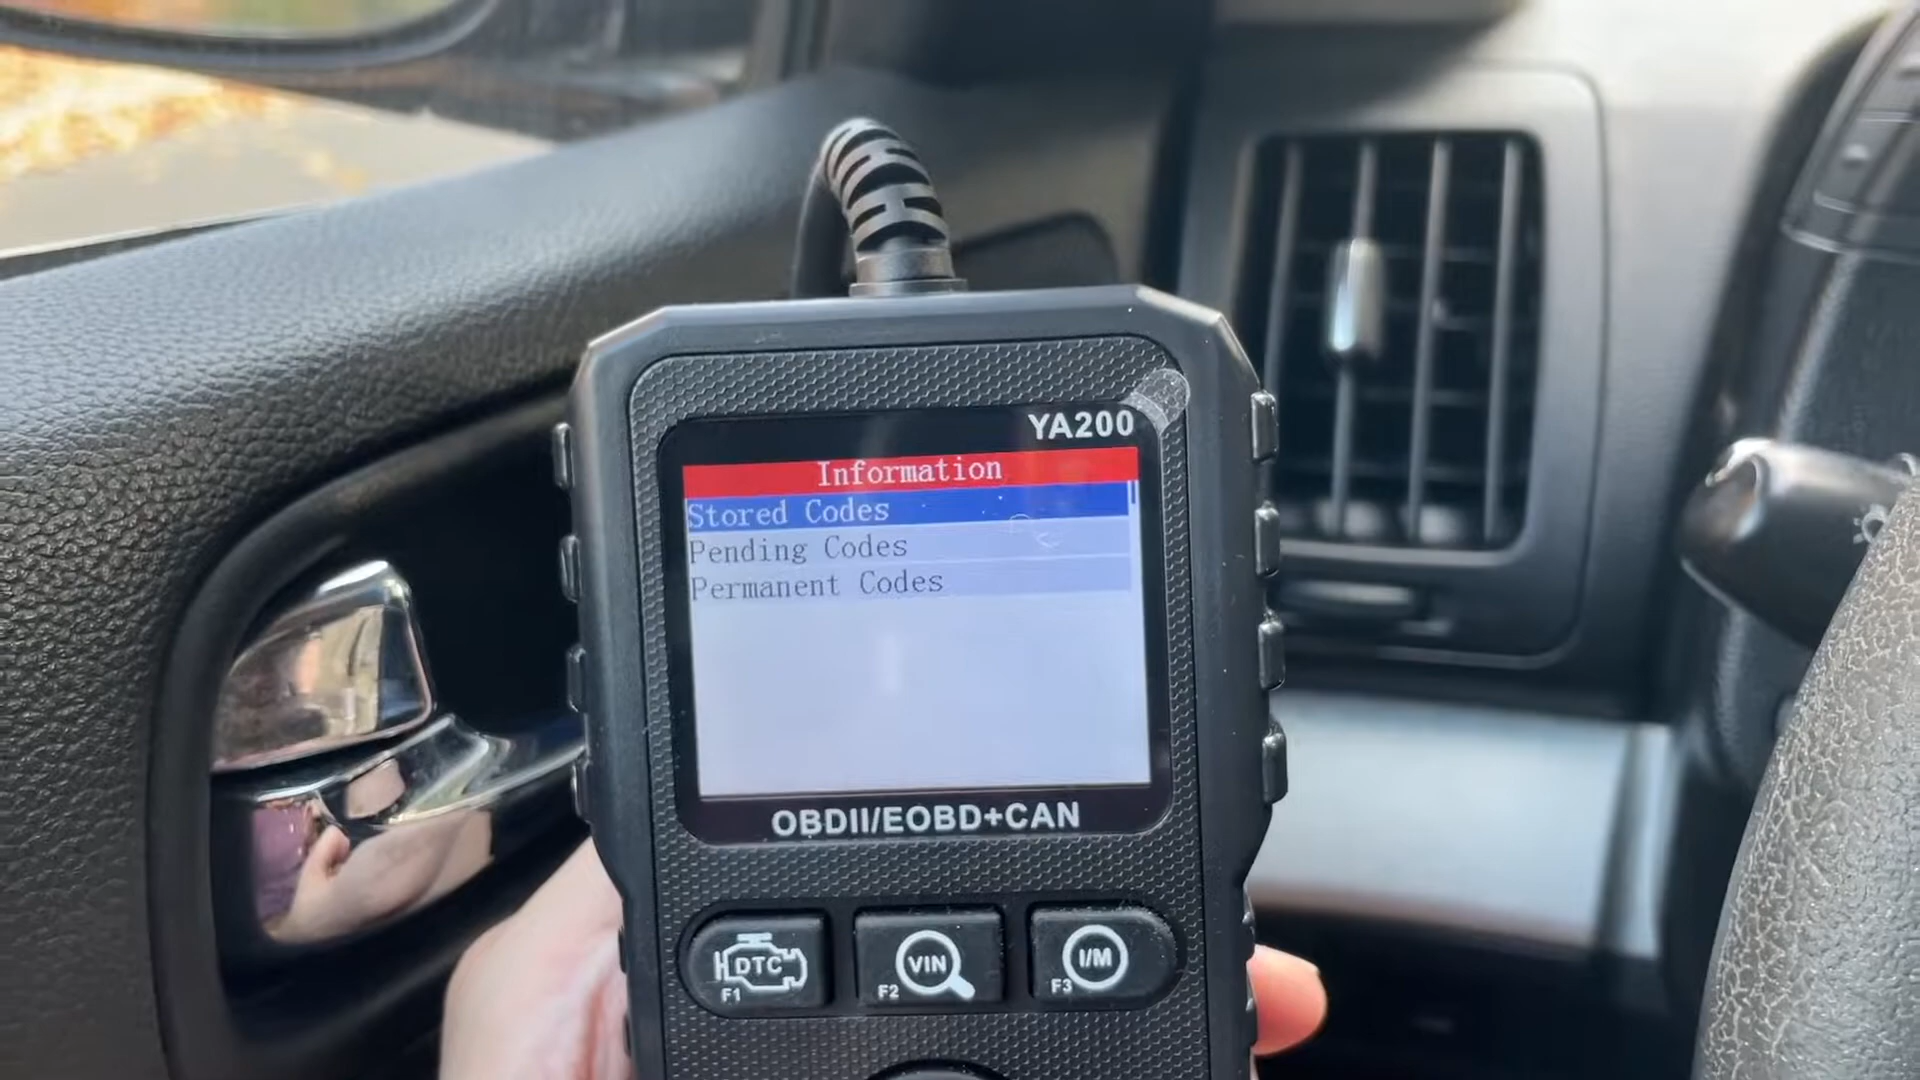 YA200
Information
Stored Codes
Pending Codes
Permanent Codes
OBDII/EOBD+CAN
DTC
F1
VIN
F2
I/M
F3